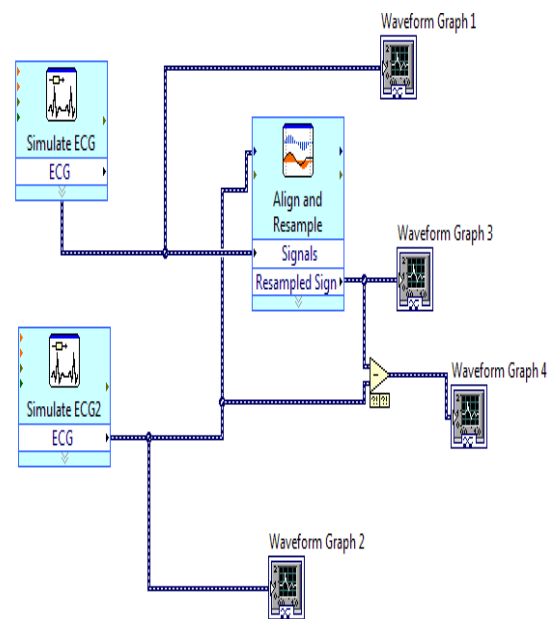 Waveform Graph 1
Simulate ECG
ECG
Align and
Resample
Signals
Resampled Sign
Waveform Graph 3
Simulate ECG2
ECG
Waveform Graph 4
Waveform Graph 2